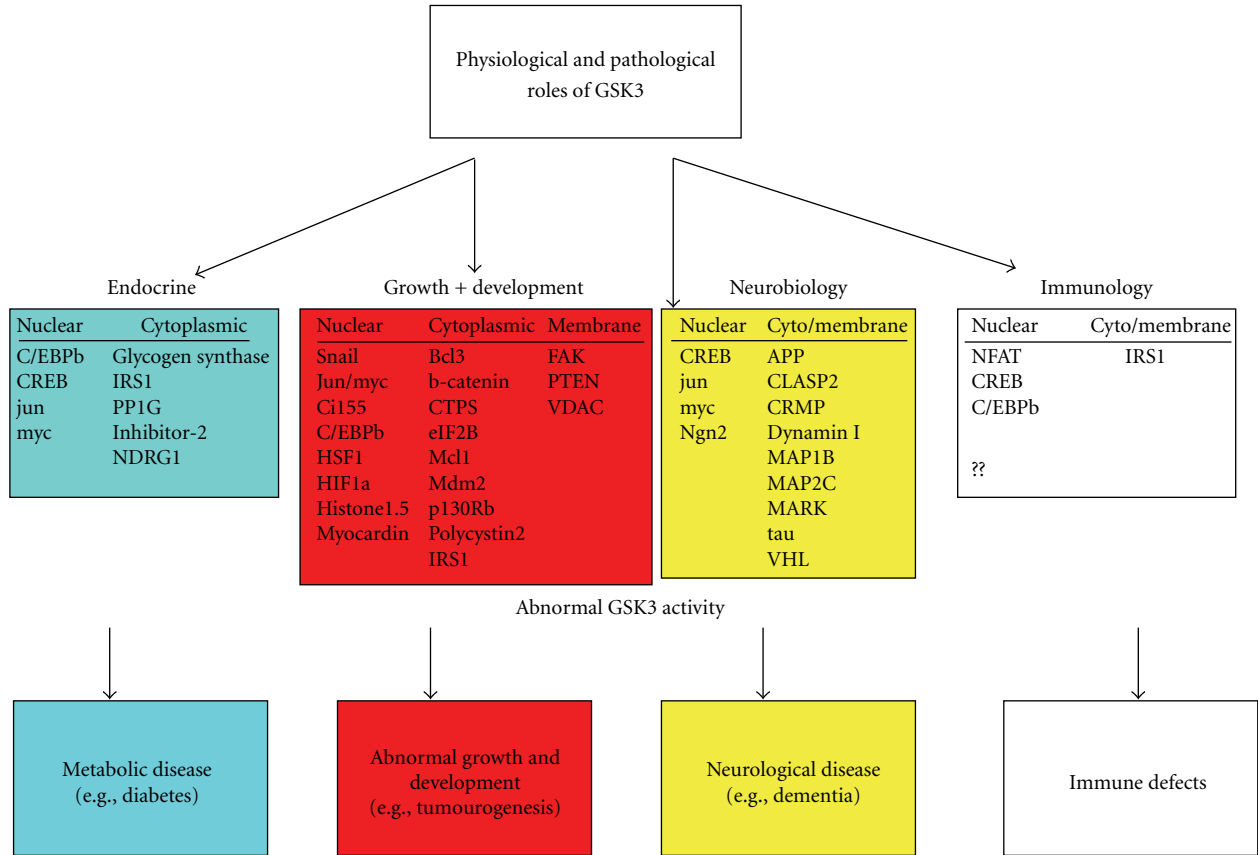 Physiological and pathological
roles of GSK3
Endocrine
Nuclear Cytoplasmic
C/EBPb Glycogen synthase
CREB IRS1
jun PP1G
myc Inhibitor-2
NDRG1
Growth + development
Nuclear Cytoplasmic Membrane
Snail Bcl3 FAK
Jun/myc b-catenin PTEN
Ci155 CTPS VDAC
C/EBPb eIF2B
HSF1 Mcl1
HIF1a Mdm2
Histone1.5 p130Rb
Myocardin Polycystin2
IRS1
Neurobiology
Nuclear Cyto/membrane
CREB APP
jun CLASP2
myc CRMP
Ngn2 Dynamin I
MAP1B
MAP2C
MARK
tau
VHL
Immunology
Nuclear Cyto/membrane
NFAT IRS1
CREB
C/EBPb
??
Abnormal GSK3 activity
Metabolic disease
(e.g., diabetes)
Abnormal growth and
development
(e.g., tumourogenesis)
Neurological disease
(e.g., dementia)
Immune defects